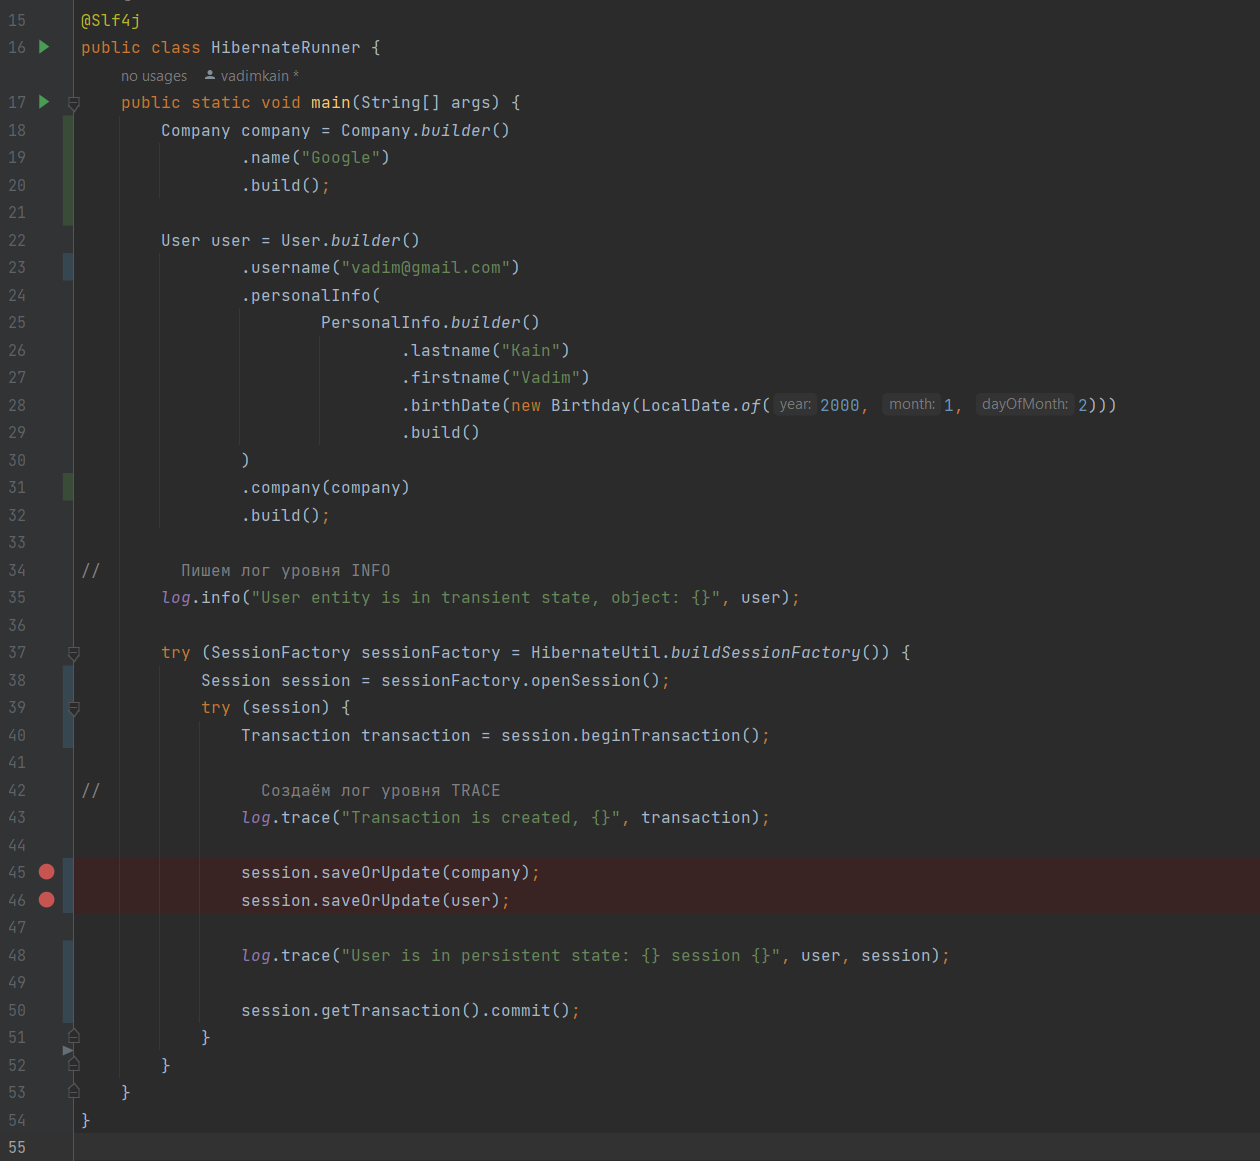 15 @Slf4j
16 public class HibernateRunner {
no usages vadimkain *
17 public static void main(String[] args) {
18 Company company = Company.builder()
19 .name("Google")
20 .build();
21
22 User user = User.builder()
23 .username("vadim@gmail.com")
24 .personalInfo(
25 PersonalInfo.builder()
26 .lastname("Kain")
27 .firstname("Vadim")
28 .birthDate(new Birthday(LocalDate.of( year: 2000, month: 1, dayOfMonth: 2)))
29 .build()
30 )
31 .company(company)
32 .build();
33
34 // Пишем лог уровня INFO
35 log.info("User entity is in transient state, object: {}", user);
36
37 try (SessionFactory sessionFactory = HibernateUtil.buildSessionFactory()) {
38 Session session = sessionFactory.openSession();
39 try (session) {
40 Transaction transaction = session.beginTransaction();
41
42 // Создаём лог уровня TRACE
43 log.trace("Transaction is created, {}", transaction);
44
45 session.saveOrUpdate(company);
46 session.saveOrUpdate(user);
47
48 log.trace("User is in persistent state: {} session {}", user, session);
49
50 session.getTransaction().commit();
51 }
52 }
53 }
54 }
55